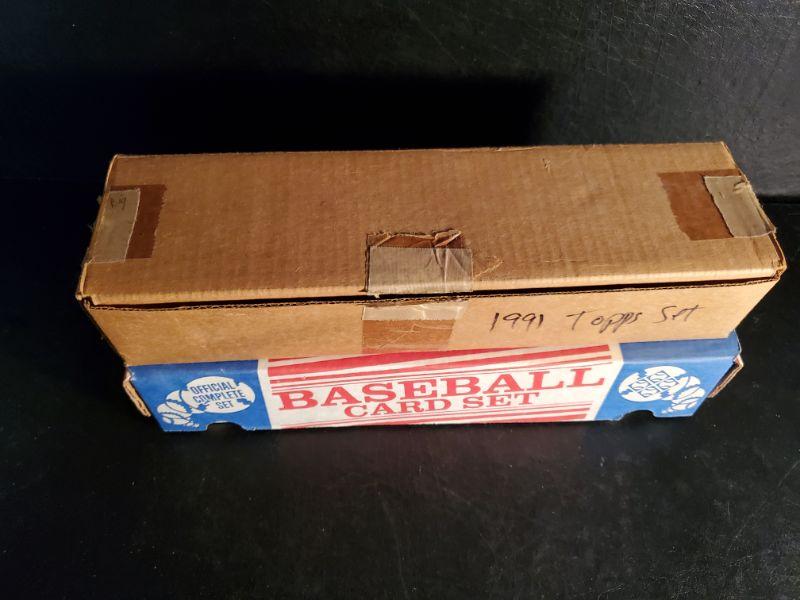 1991 Topps Set
OFFICIAL
COMPLETE
SET
BASEBALL
CARD SET